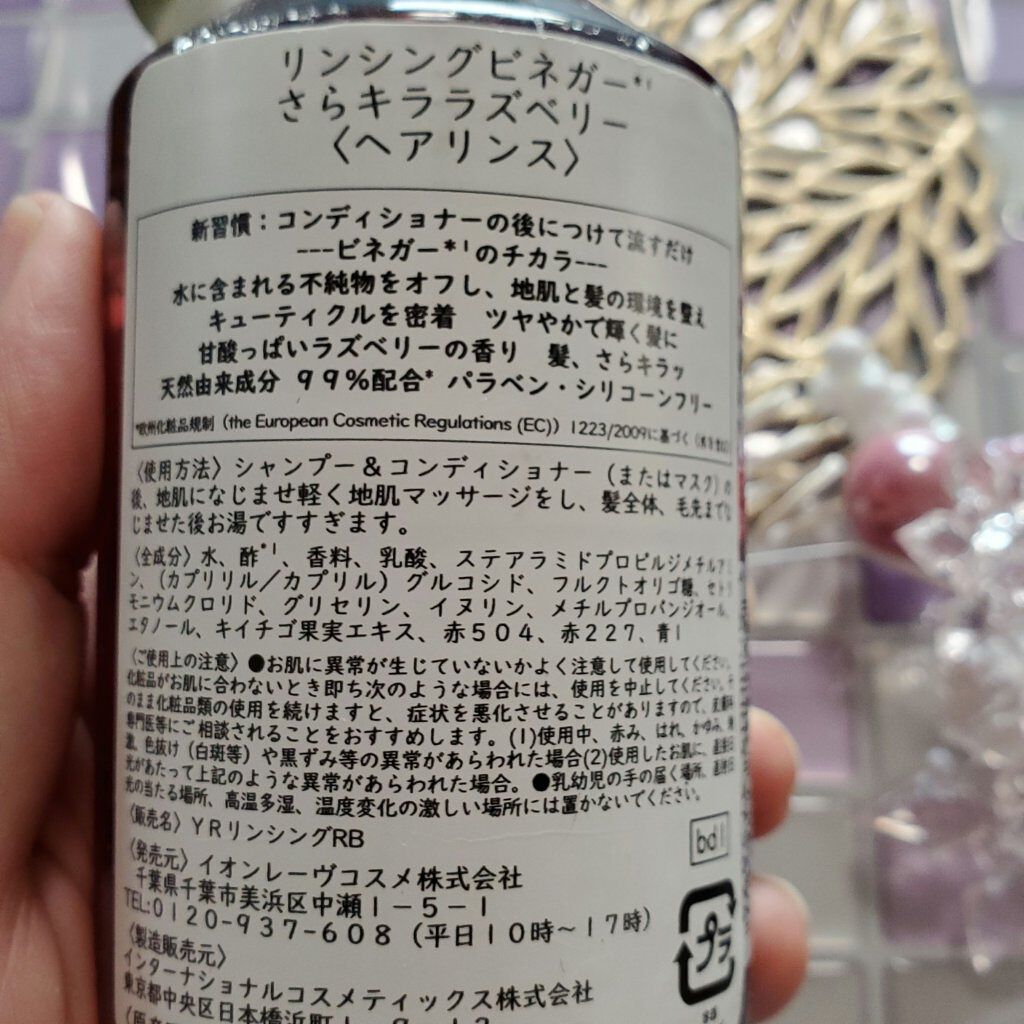 リンシングビネガー*1
さらキララズベリー
〈ヘアリンス〉
新習慣：コンディショナーの後につけて流すだけ
---ビネガー*1のチカラ---
水に含まれる不純物をオフし、地肌と髪の環境を整え
キューティクルを密着 ツヤやかで輝く髪に
甘酸っぱいラズベリーの香り 髪、さらキラッ
天然由来成分 99%配合* パラベン・シリコーンフリー
*欧州化粧品規制（the European Cosmetic Regulations (EC)）1223/2009に基づく
〈使用方法〉シャンプー＆コンディショナー（またはマスク）の
後、地肌になじませ軽く地肌マッサージをし、髪全体、毛先まで
じませた後お湯ですすぎます。
〈全成分〉水、酢*1、香料、乳酸、ステアラミドプロピルジメチルア
ン、（カプリリル／カプリル）グルコシド、フルクトオリゴ糖、セトリ
モニウムクロリド、グリセリン、イヌリン、メチルプロパンジオール、
エタノール、キイチゴ果実エキス、赤504、赤227、青1
〈ご使用上の注意〉●お肌に異常が生じていないかよく注意して使用してください。
化粧品がお肌に合わないとき即ち次のような場合には、使用を中止してください。そ
のまま化粧品類の使用を続けますと、症状を悪化させることがありますので、皮膚科
専門医等にご相談されることをおすすめします。(1)使用中、赤み、はれ、かゆみ、刺
激、色抜け（白斑等）や黒ずみ等の異常があらわれた場合(2)使用したお肌に、直射日
光があたって上記のような異常があらわれた場合。●乳幼児の手の届く場所、直射日
光の当たる場所、高温多湿、温度変化の激しい場所には置かないでください。
〈販売名〉YRリンシングRB
bdl
〈発売元〉イオンレーヴコスメ株式会社
千葉県千葉市美浜区中瀬1-5-1
TEL:0120-937-608（平日10時～17時）
プラ
〈製造販売元〉
インターナショナルコスメティックス株式会社
東京都中央区日本橋浜町